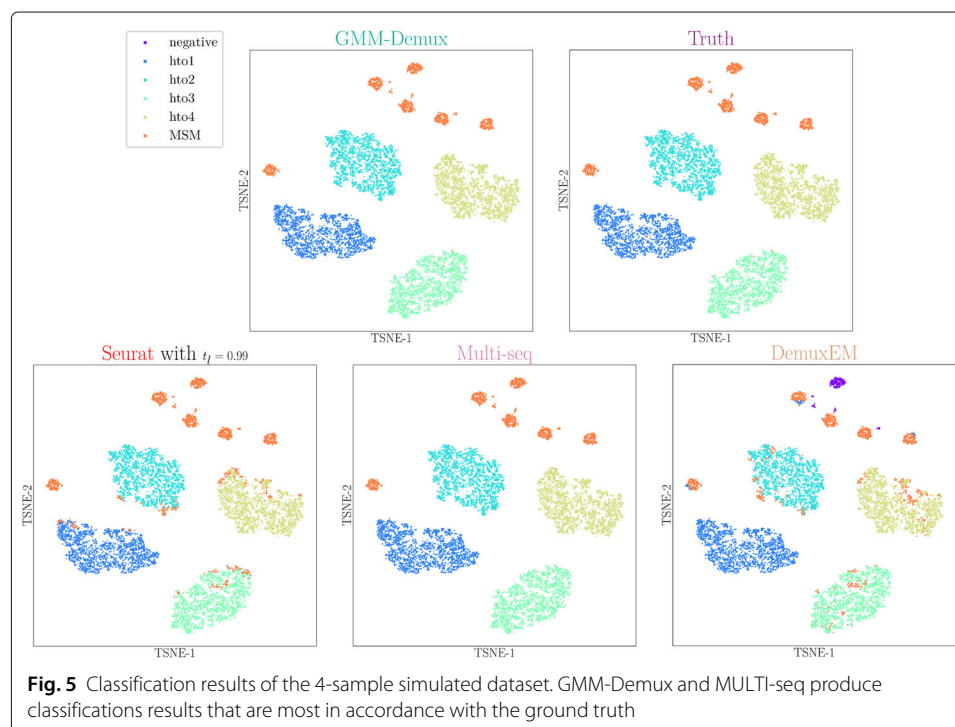 negative
hto1
hto2
hto3
hto4
MSM
GMM-Demux
TSNE-2
TSNE-1
Truth
TSNE-2
TSNE-1
Seurat with t_l = 0.99
TSNE-2
TSNE-1
Multi-seq
TSNE-2
TSNE-1
DemuxEM
TSNE-2
TSNE-1
Fig. 5 Classification results of the 4-sample simulated dataset. GMM-Demux and MULTI-seq produce
classifications results that are most in accordance with the ground truth